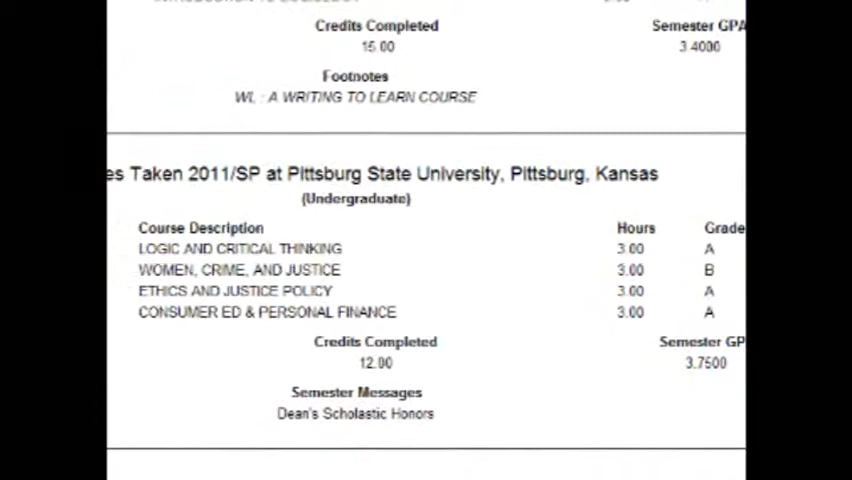 Credits Completed Semester GPA
15.00 3.4000
Footnotes
WL : A WRITING TO LEARN COURSE
es Taken 2011/SP at Pittsburg State University, Pittsburg, Kansas
(Undergraduate)
Course Description Hours Grade
LOGIC AND CRITICAL THINKING 3.00 A
WOMEN, CRIME, AND JUSTICE 3.00 B
ETHICS AND JUSTICE POLICY 3.00 A
CONSUMER ED & PERSONAL FINANCE 3.00 A
Credits Completed Semester GP
12.00 3.7500
Semester Messages
Dean's Scholastic Honors